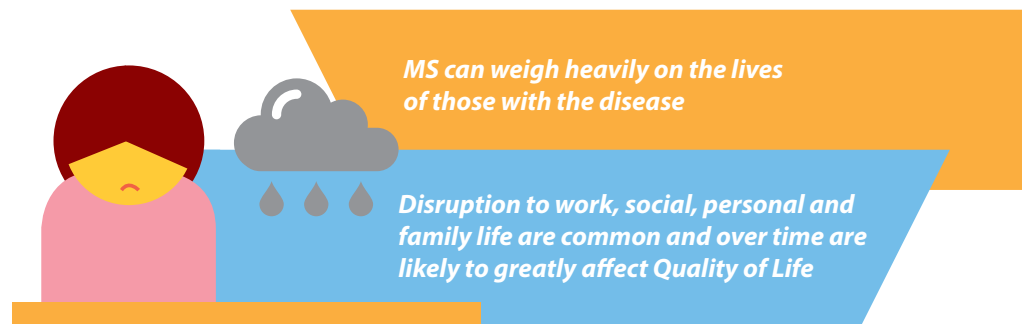 MS can weigh heavily on the lives
of those with the disease
Disruption to work, social, personal and
family life are common and over time are
likely to greatly affect Quality of Life